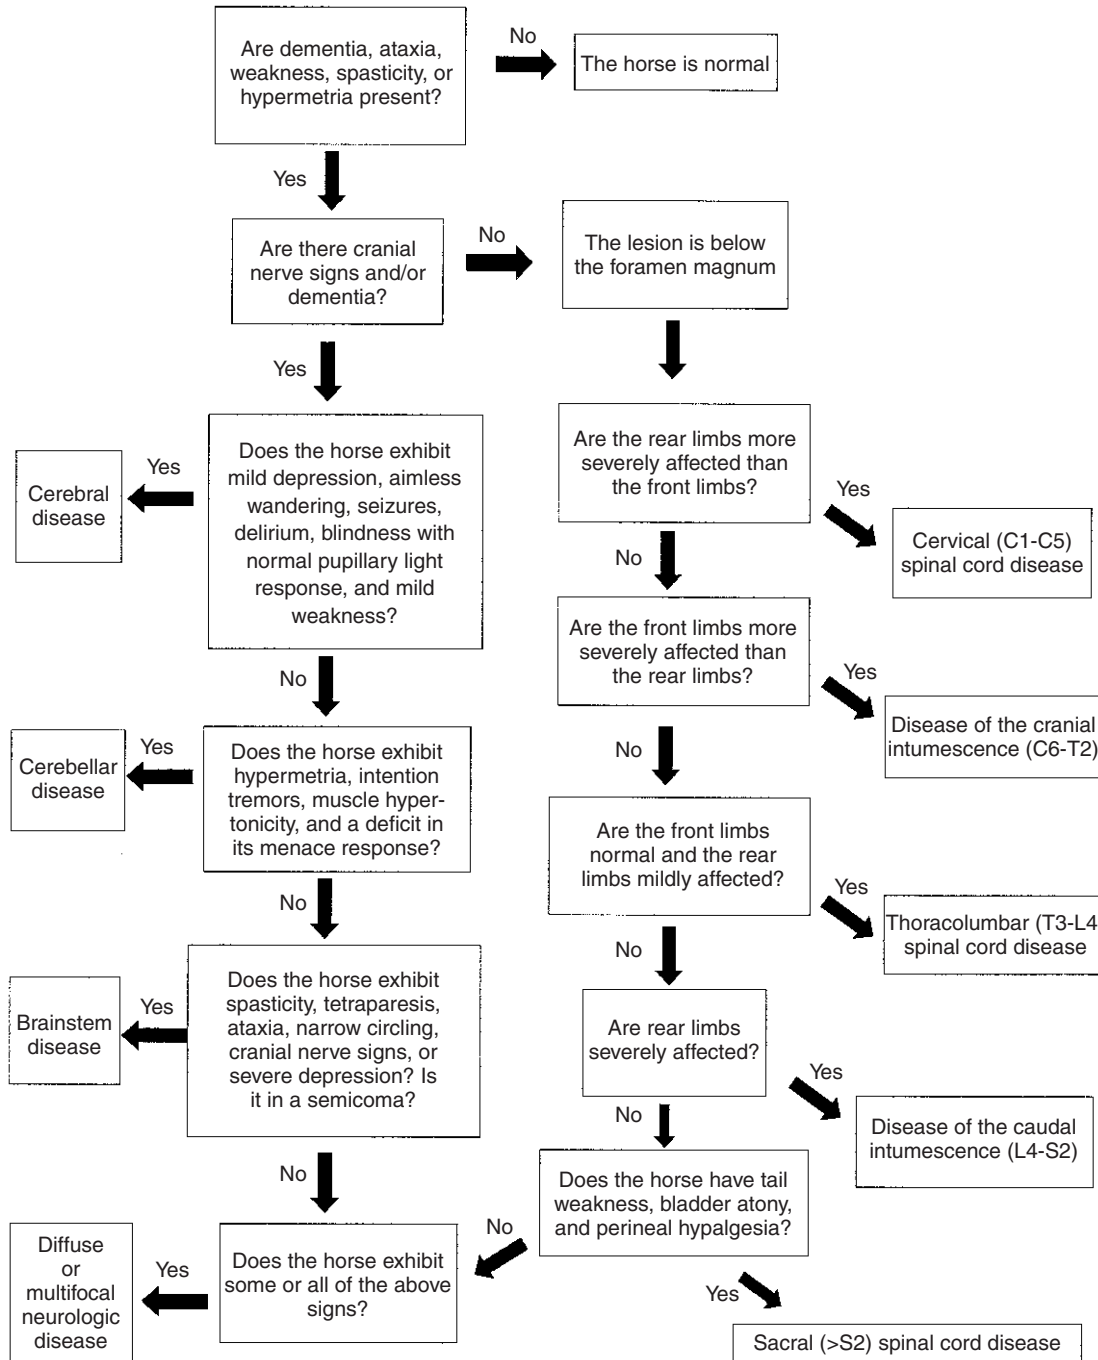 Are dementia, ataxia,
weakness, spasticity, or
hypermetria present?
No
The horse is normal
Yes
Are there cranial
nerve signs and/or
dementia?
No
The lesion is below
the foramen magnum
Yes
Does the horse exhibit
mild depression, aimless
wandering, seizures,
delirium, blindness with
normal pupillary light
response, and mild
weakness?
Yes
Cerebral
disease
Are the rear limbs more
severely affected than
the front limbs?
Yes
Cervical (C1-C5)
spinal cord disease
No
Are the front limbs more
severely affected than
the rear limbs?
Yes
Disease of the cranial
intumescence (C6-T2)
No
Does the horse exhibit
hypermetria, intention
tremors, muscle hyper-
tonicity, and a deficit in
its menace response?
Yes
Cerebellar
disease
No
Are the front limbs
normal and the rear
limbs mildly affected?
Yes
Thoracolumbar (T3-L4
spinal cord disease
No
Does the horse exhibit
spasticity, tetraparesis,
ataxia, narrow circling,
cranial nerve signs, or
severe depression? Is
it in a semicoma?
Yes
Brainstem
disease
No
Are rear limbs
severely affected?
Yes
Disease of the caudal
intumescence (L4-S2)
No
Does the horse have tail
weakness, bladder atony,
and perineal hypalgesia?
No
Yes
Sacral (>S2) spinal cord disease
No
Does the horse exhibit
some or all of the above
signs?
Yes
Diffuse
or
multifocal
neurologic
disease